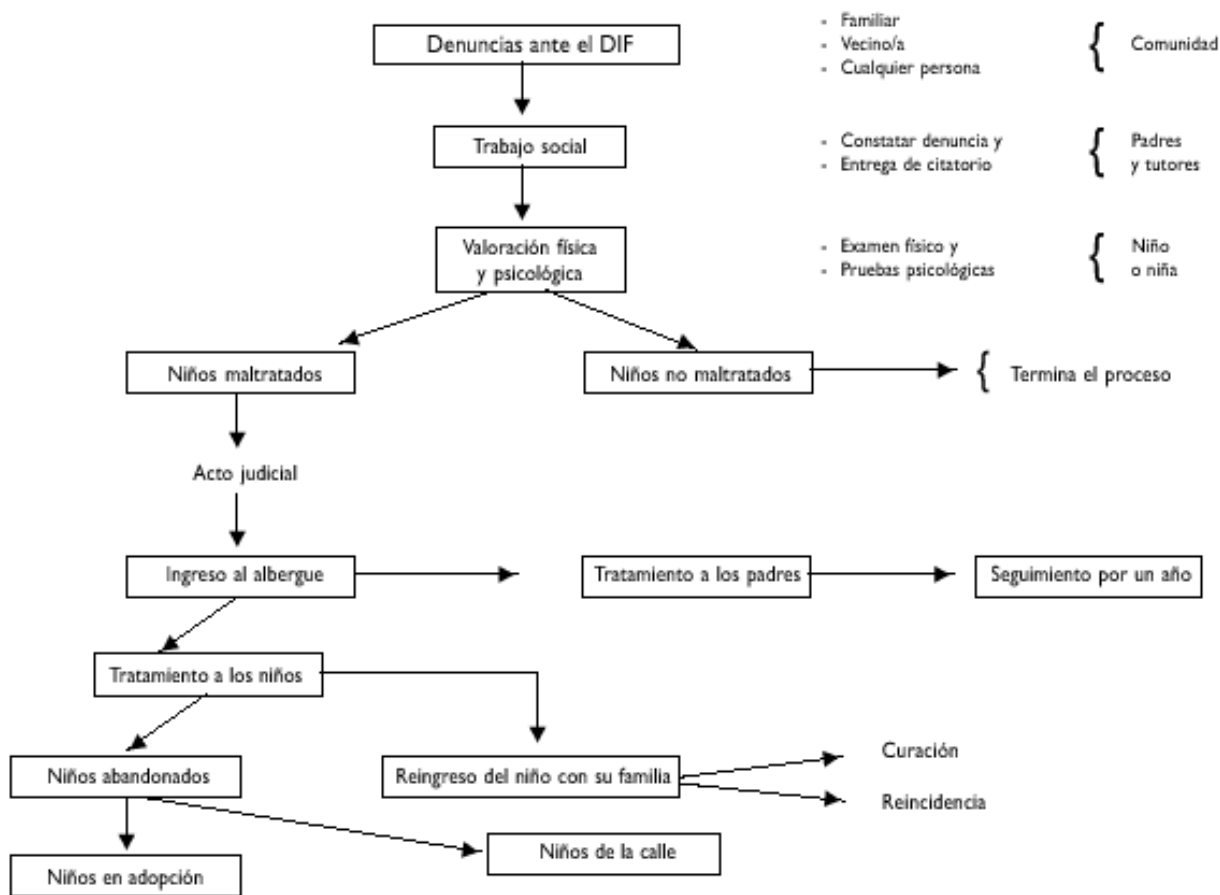 Denuncias ante el DIF
- Familiar
- Vecino/a
- Cualquier persona
{ Comunidad
Trabajo social
- Constatar denuncia y
- Entrega de citatorio
{ Padres
y tutores
Valoración física
y psicológica
- Examen físico y
- Pruebas psicológicas
{ Niño
o niña
Niños maltratados
Niños no maltratados
{ Termina el proceso
Acto judicial
Ingreso al albergue
Tratamiento a los padres
Seguimiento por un año
Tratamiento a los niños
Niños abandonados
Reingreso del niño con su familia
Curación
Reincidencia
Niños de la calle
Niños en adopción